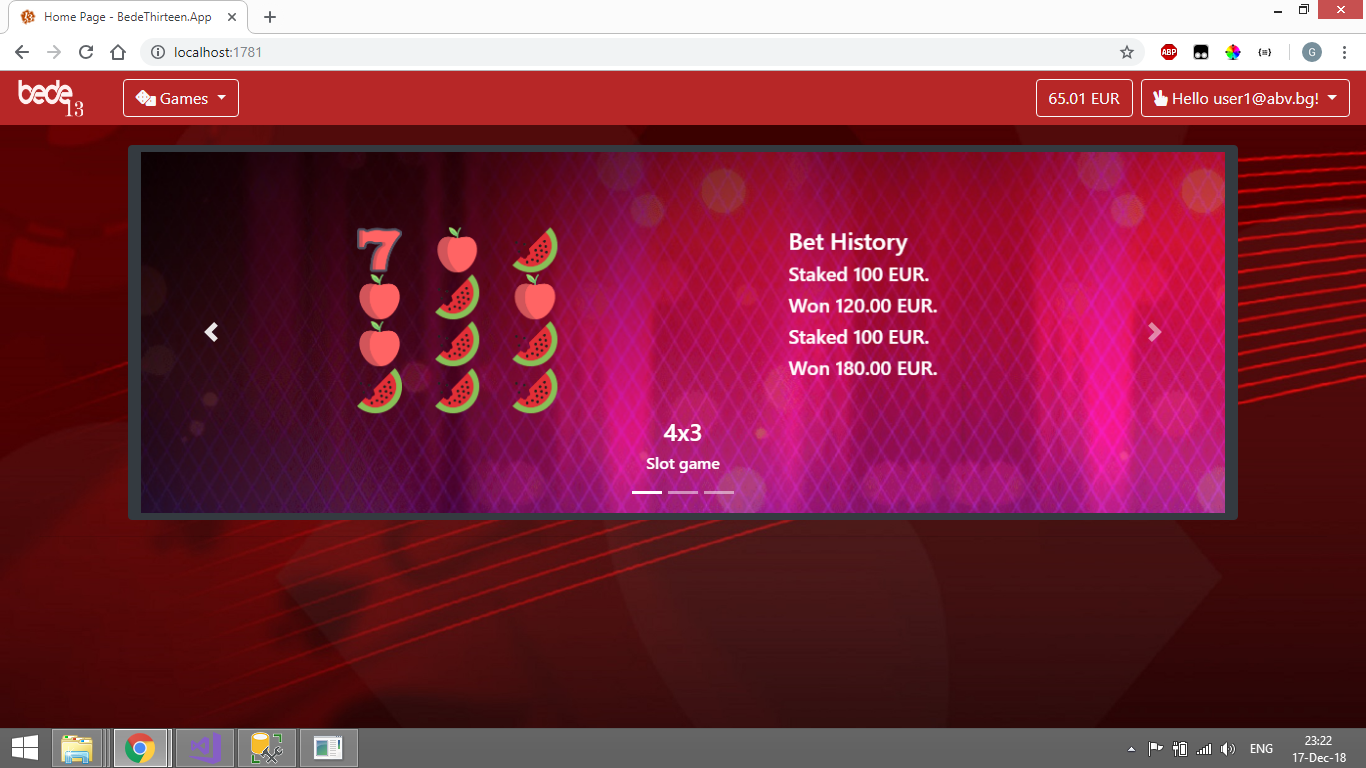 Home Page - BedeThirteen.App
localhost:1781
ABP
G
bede
13
Games
65.01 EUR
Hello user1@abv.bg!
7
Bet History
Staked 100 EUR.
Won 120.00 EUR.
Staked 100 EUR.
Won 180.00 EUR.
4x3
Slot game
ENG
23:22
17-Dec-18